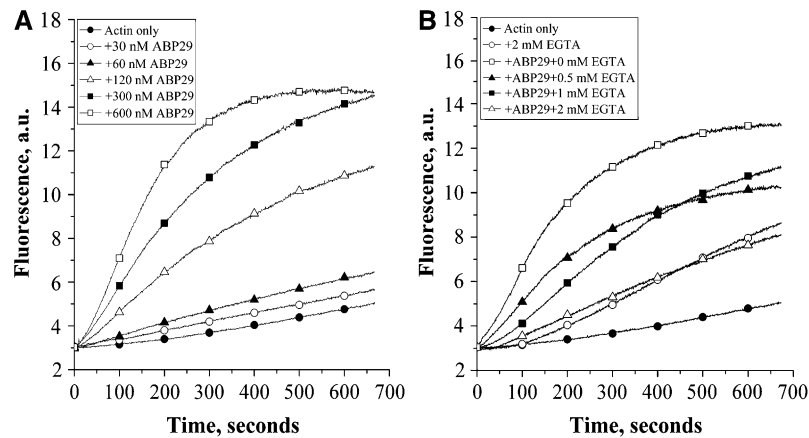 A
Fluorescence, a.u.
18
16
14
12
10
8
6
4
2
Actin only
+30 nM ABP29
+60 nM ABP29
+120 nM ABP29
+300 nM ABP29
+600 nM ABP29
0 100 200 300 400 500 600 700
Time, seconds
B
Fluorescence, a.u.
18
16
14
12
10
8
6
4
2
Actin only
+2 mM EGTA
+ABP29+0 mM EGTA
+ABP29+0.5 mM EGTA
+ABP29+1 mM EGTA
+ABP29+2 mM EGTA
0 100 200 300 400 500 600 700
Time, seconds